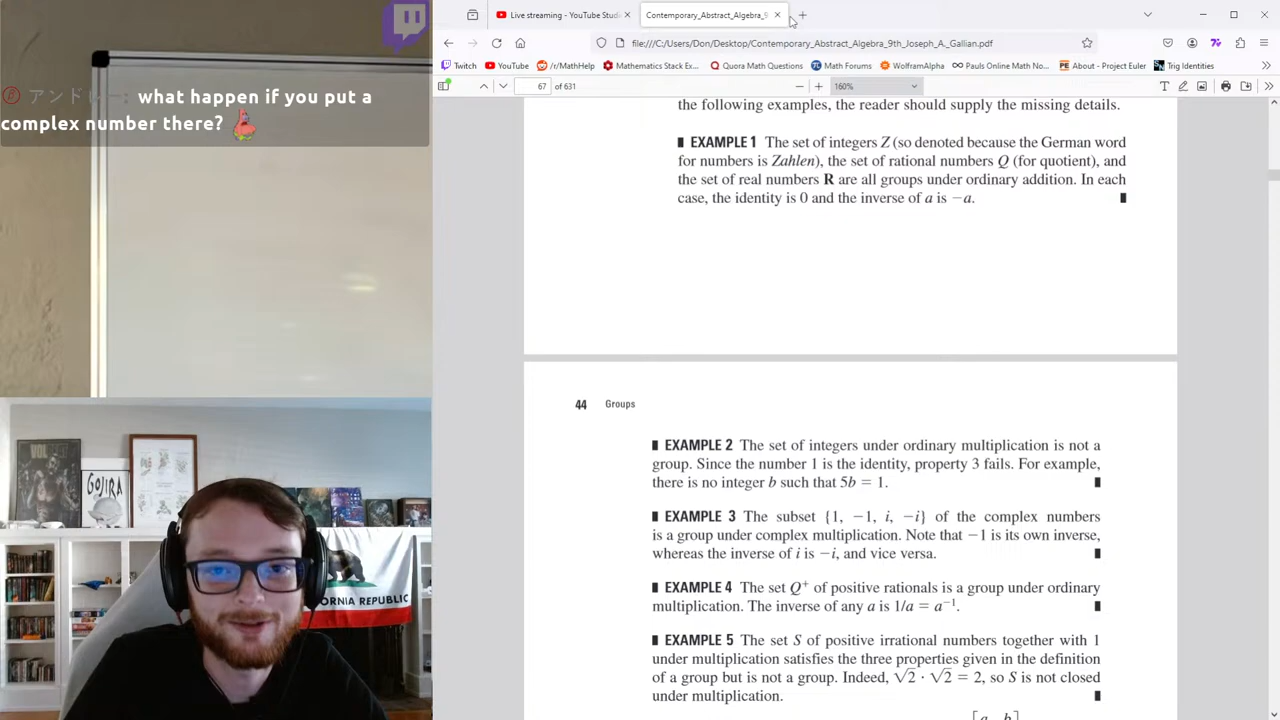 アンドレー: what happen if you put a
complex number there?
Live streaming - YouTube Studi
Contemporary_Abstract_Algebra_9
file:///C:/Users/Don/Desktop/Contemporary_Abstract_Algebra_9th_Joseph_A._Gallian.pdf
Twitch YouTube /r/MathHelp Mathematics Stack Ex... Quora Math Questions Math Forums WolframAlpha Pauls Online Math No... About - Project Euler Trig Identities
67 of 631 160%
the following examples, the reader should supply the missing details.
EXAMPLE 1 The set of integers Z (so denoted because the German word
for numbers is Zahlen), the set of rational numbers Q (for quotient), and
the set of real numbers R are all groups under ordinary addition. In each
case, the identity is 0 and the inverse of a is −a.
44 Groups
EXAMPLE 2 The set of integers under ordinary multiplication is not a
group. Since the number 1 is the identity, property 3 fails. For example,
there is no integer b such that 5b = 1.
EXAMPLE 3 The subset {1, −1, i, −i} of the complex numbers
is a group under complex multiplication. Note that −1 is its own inverse,
whereas the inverse of i is −i, and vice versa.
EXAMPLE 4 The set Q⁺ of positive rationals is a group under ordinary
multiplication. The inverse of any a is 1/a = a⁻¹.
EXAMPLE 5 The set S of positive irrational numbers together with 1
under multiplication satisfies the three properties given in the definition
of a group but is not a group. Indeed, √2 · √2 = 2, so S is not closed
under multiplication.
[a b]
GOJIRA
CALIFORNIA REPUBLIC